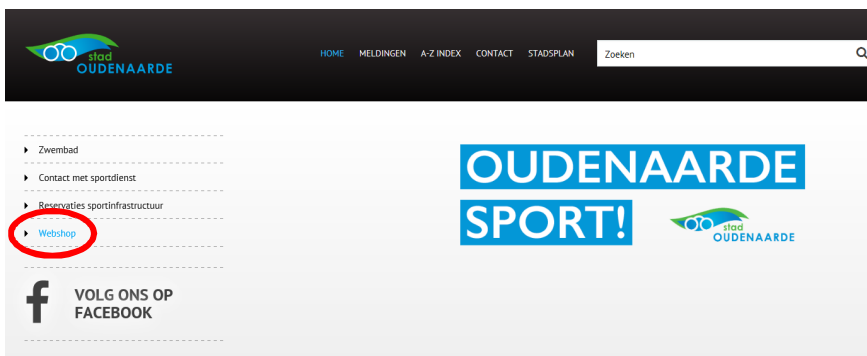 stad
OUDENAARDE
HOME MELDINGEN A-Z INDEX CONTACT STADSPLAN Zoeken
Zwembad
Contact met sportdienst
Reservaties sportinfrastructuur
Webshop
VOLG ONS OP
FACEBOOK
OUDENAARDE
SPORT!
stad
OUDENAARDE